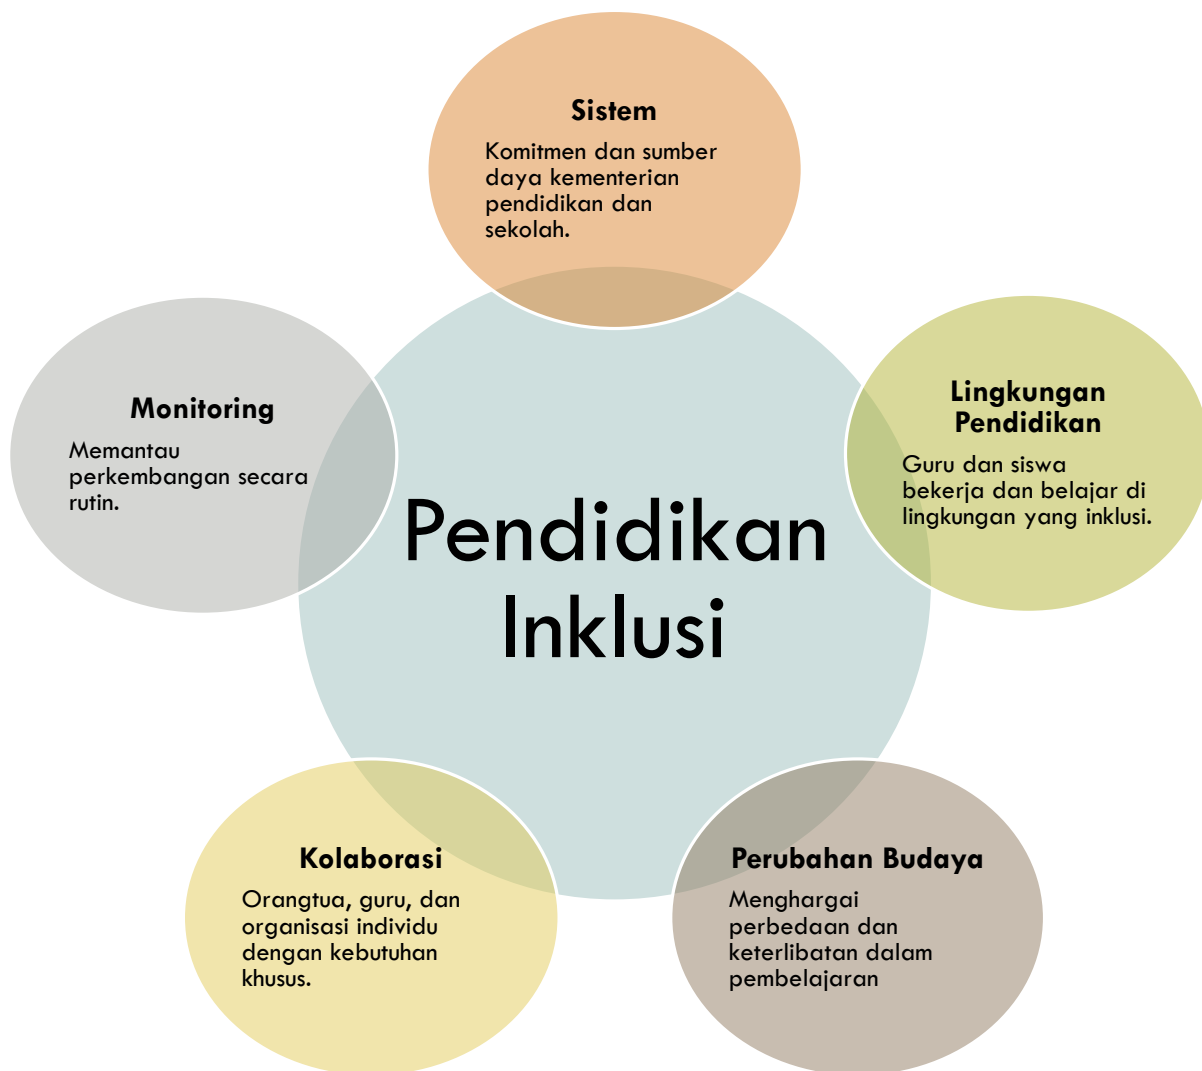 Sistem
Komitmen dan sumber
daya kementerian
pendidikan dan
sekolah.
Lingkungan
Pendidikan
Guru dan siswa
bekerja dan belajar di
lingkungan yang inklusi.
Monitoring
Memantau
perkembangan secara
rutin.
Pendidikan
Inklusi
Kolaborasi
Orangtua, guru, dan
organisasi individu
dengan kebutuhan
khusus.
Perubahan Budaya
Menghargai
perbedaan dan
keterlibatan dalam
pembelajaran